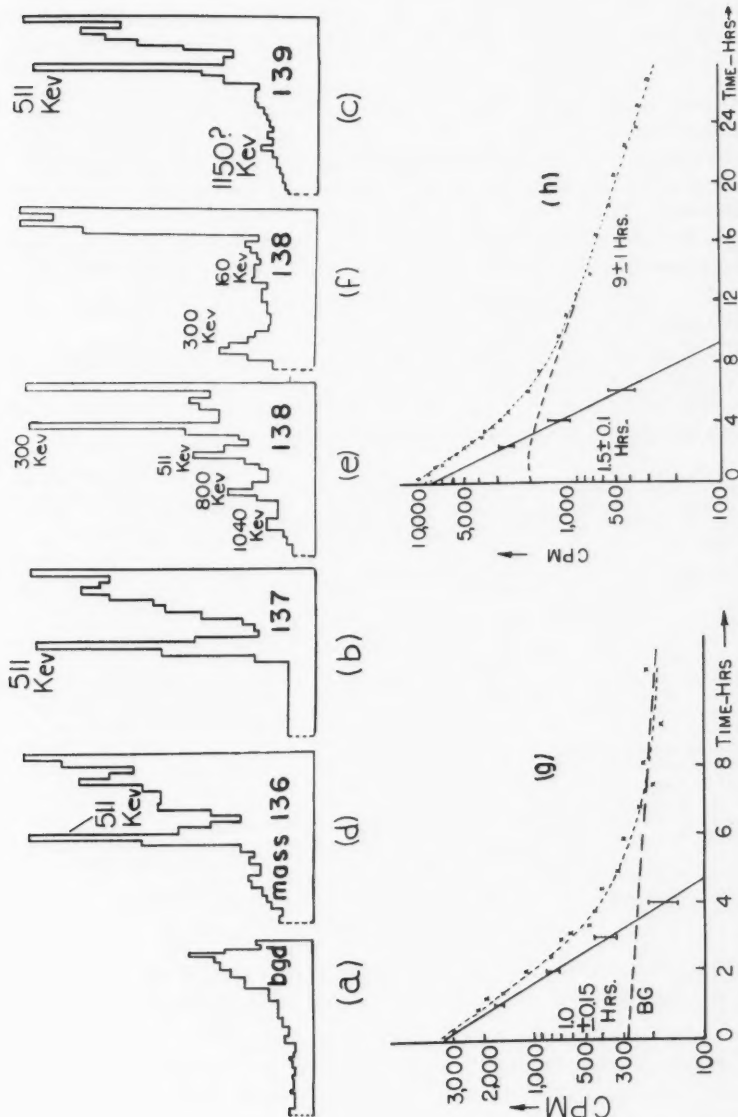 bgd
(a)
511
Kev
mass 136
(d)
511
Kev
137
(b)
300
Kev
511
Kev
800
Kev
1040
Kev
138
(e)
300
Kev
160
Kev
138
(f)
511
Kev
1150?
Kev
139
(c)
CPM
3,000
2,000
1,000
500
300
100
(g)
1.0
±0.15
HRS.
BG
0 2 4 6 8 TIME-HRS
CPM
10,000
5,000
1,000
500
100
(h)
1.5±0.1
HRS.
9±1 HRS.
0 4 8 12 16 20 24 TIME-HRS